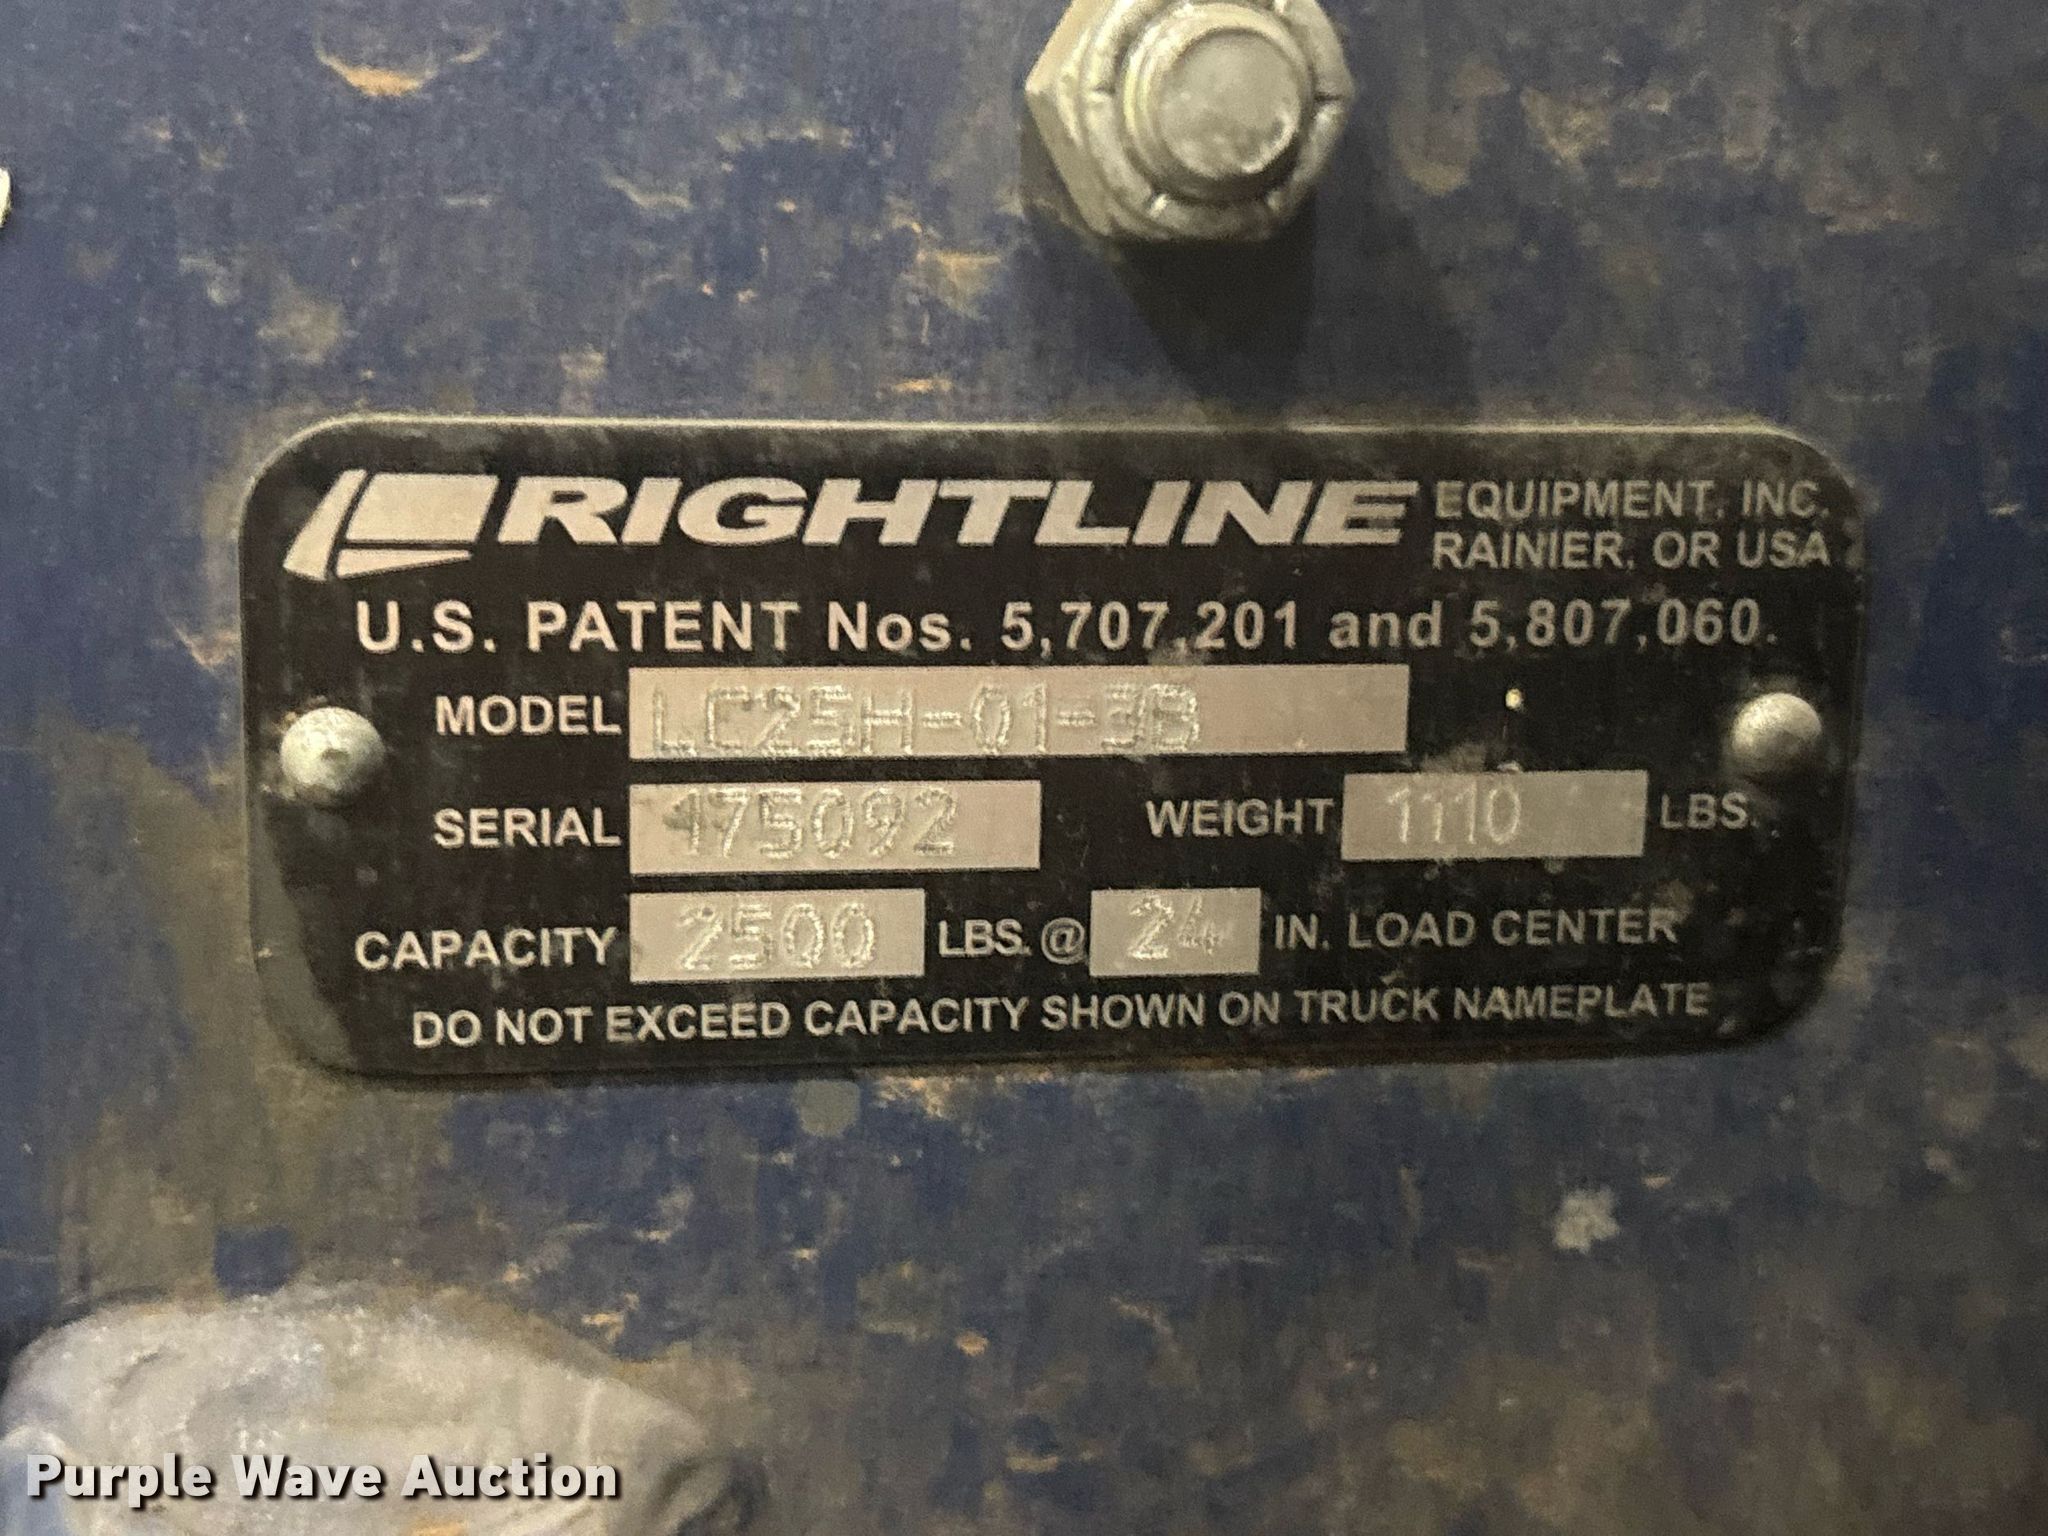 RIGHTLINE EQUIPMENT, INC.
RAINIER, OR USA
U.S. PATENT Nos. 5,707,201 and 5,807,060.
MODEL LC25H-01-3B
SERIAL 175092 WEIGHT 1110 LBS.
CAPACITY 2500 LBS. @ 24 IN. LOAD CENTER
DO NOT EXCEED CAPACITY SHOWN ON TRUCK NAMEPLATE
Purple Wave Auction